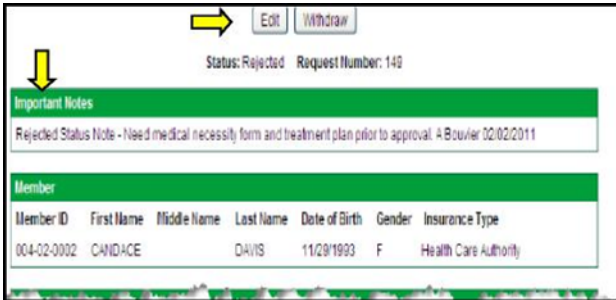 Edit Withdraw
Status: Rejected Request Number: 149
Important Notes
Rejected Status Note - Need medical necessity form and treatment plan prior to approval. A Bouvier 02/02/2011
Member
Member ID First Name Middle Name Last Name Date of Birth Gender Insurance Type
004-02-0002 CANDACE DAVIS 11/29/1993 F Health Care Authority